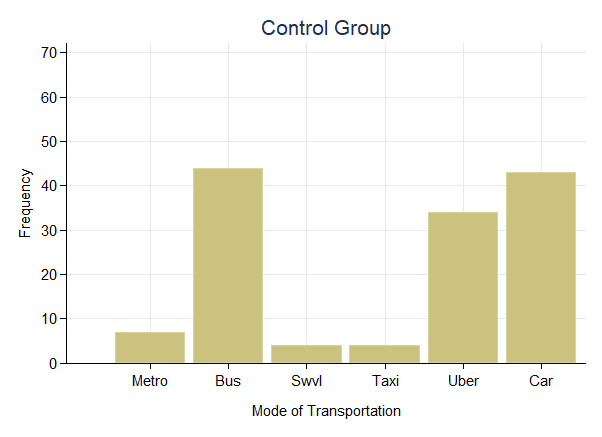 Control Group
70
60
50
40
30
20
10
0
Frequency
Metro Bus Swvl Taxi Uber Car
Mode of Transportation